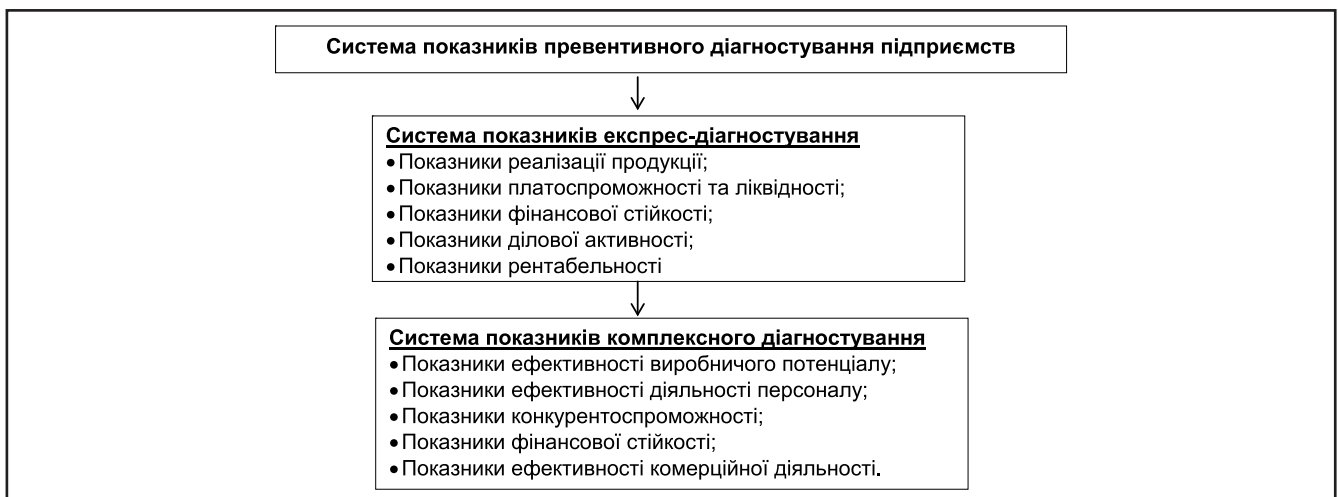 Система показників превентивного діагностування підприємств
Система показників експрес-діагностування
•Показники реалізації продукції;
•Показники платоспроможності та ліквідності;
•Показники фінансової стійкості;
•Показники ділової активності;
•Показники рентабельності
Система показників комплексного діагностування
•Показники ефективності виробничого потенціалу;
•Показники ефективності діяльності персоналу;
•Показники конкурентоспроможності;
•Показники фінансової стійкості;
•Показники ефективності комерційної діяльності.